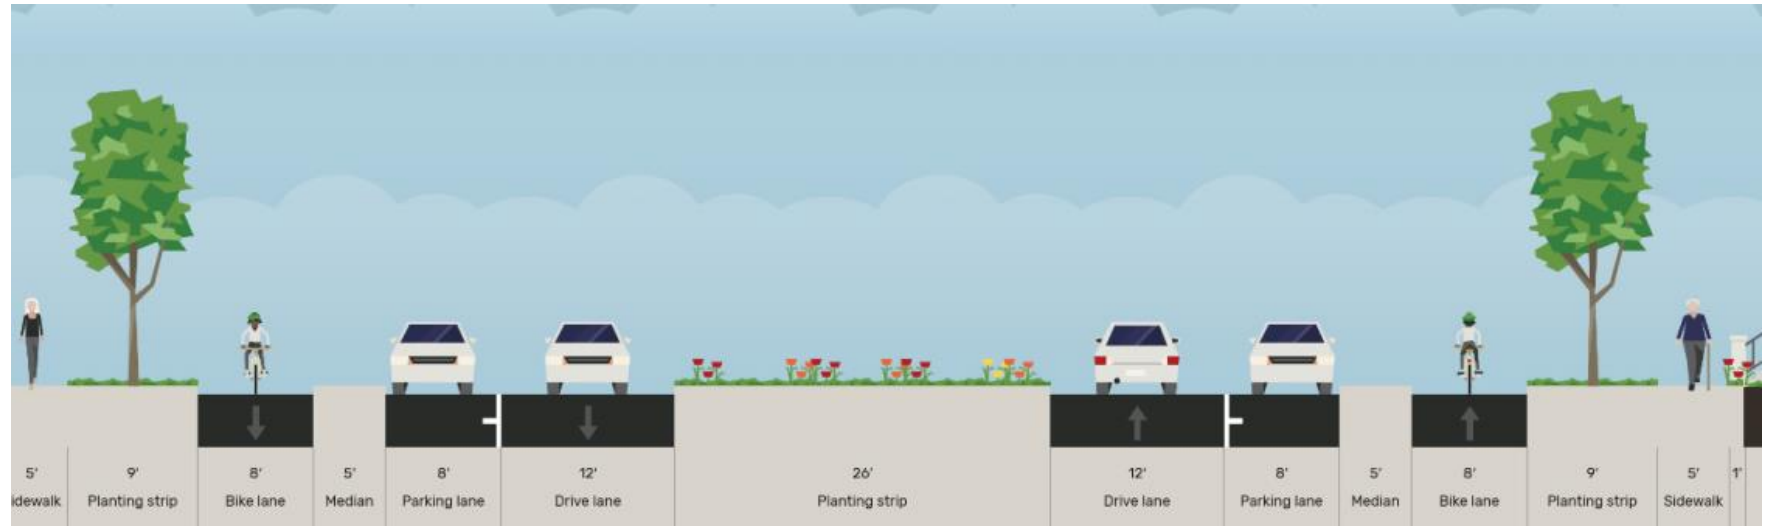 5' 9' 8' 5' 8' 12' 26' 12' 8' 5' 8' 9' 5' 1'
idewalk Planting strip Bike lane Median Parking lane Drive lane Planting strip Drive lane Parking lane Median Bike lane Planting strip Sidewalk